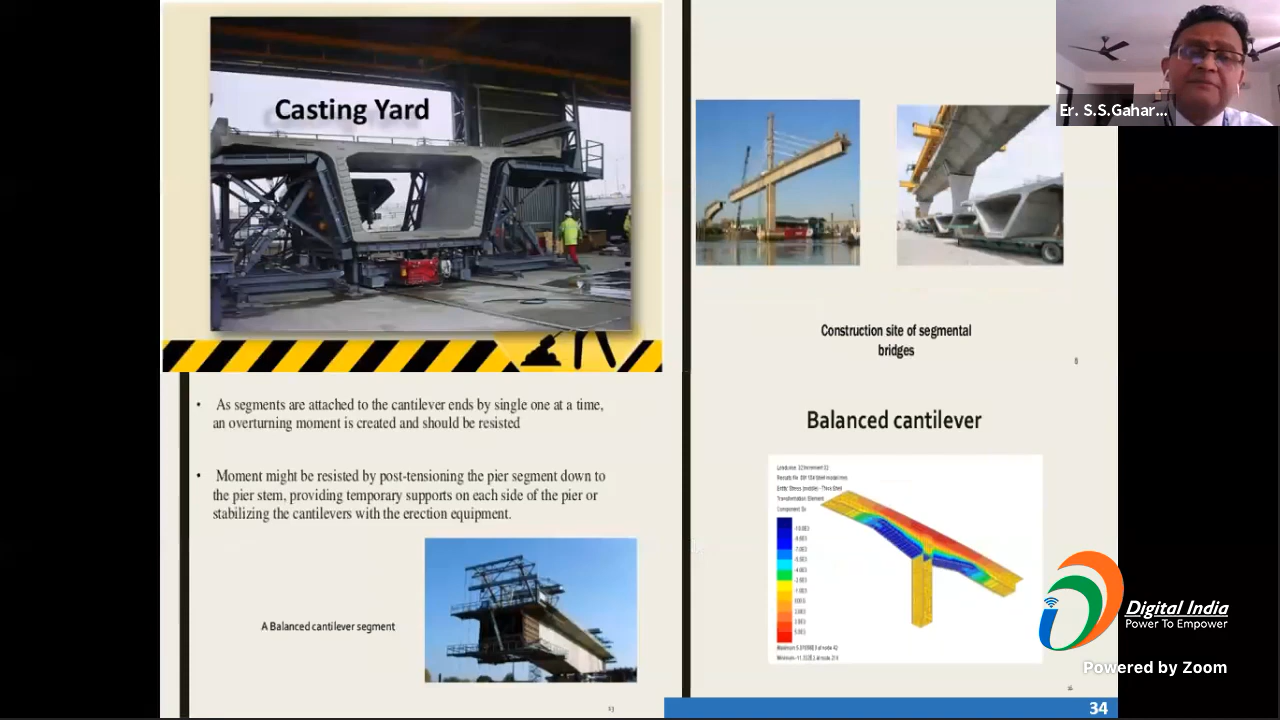 Casting Yard
Er. S.S.Gahar...
Construction site of segmental
bridges
• As segments are attached to the cantilever ends by single one at a time,
an overturning moment is created and should be resisted
• Moment might be resisted by post-tensioning the pier segment down to
the pier stem, providing temporary supports on each side of the pier or
stabilizing the cantilevers with the erection equipment.
A Balanced cantilever segment
Balanced cantilever
Digital India
Power To Empower
Powered by Zoom
34